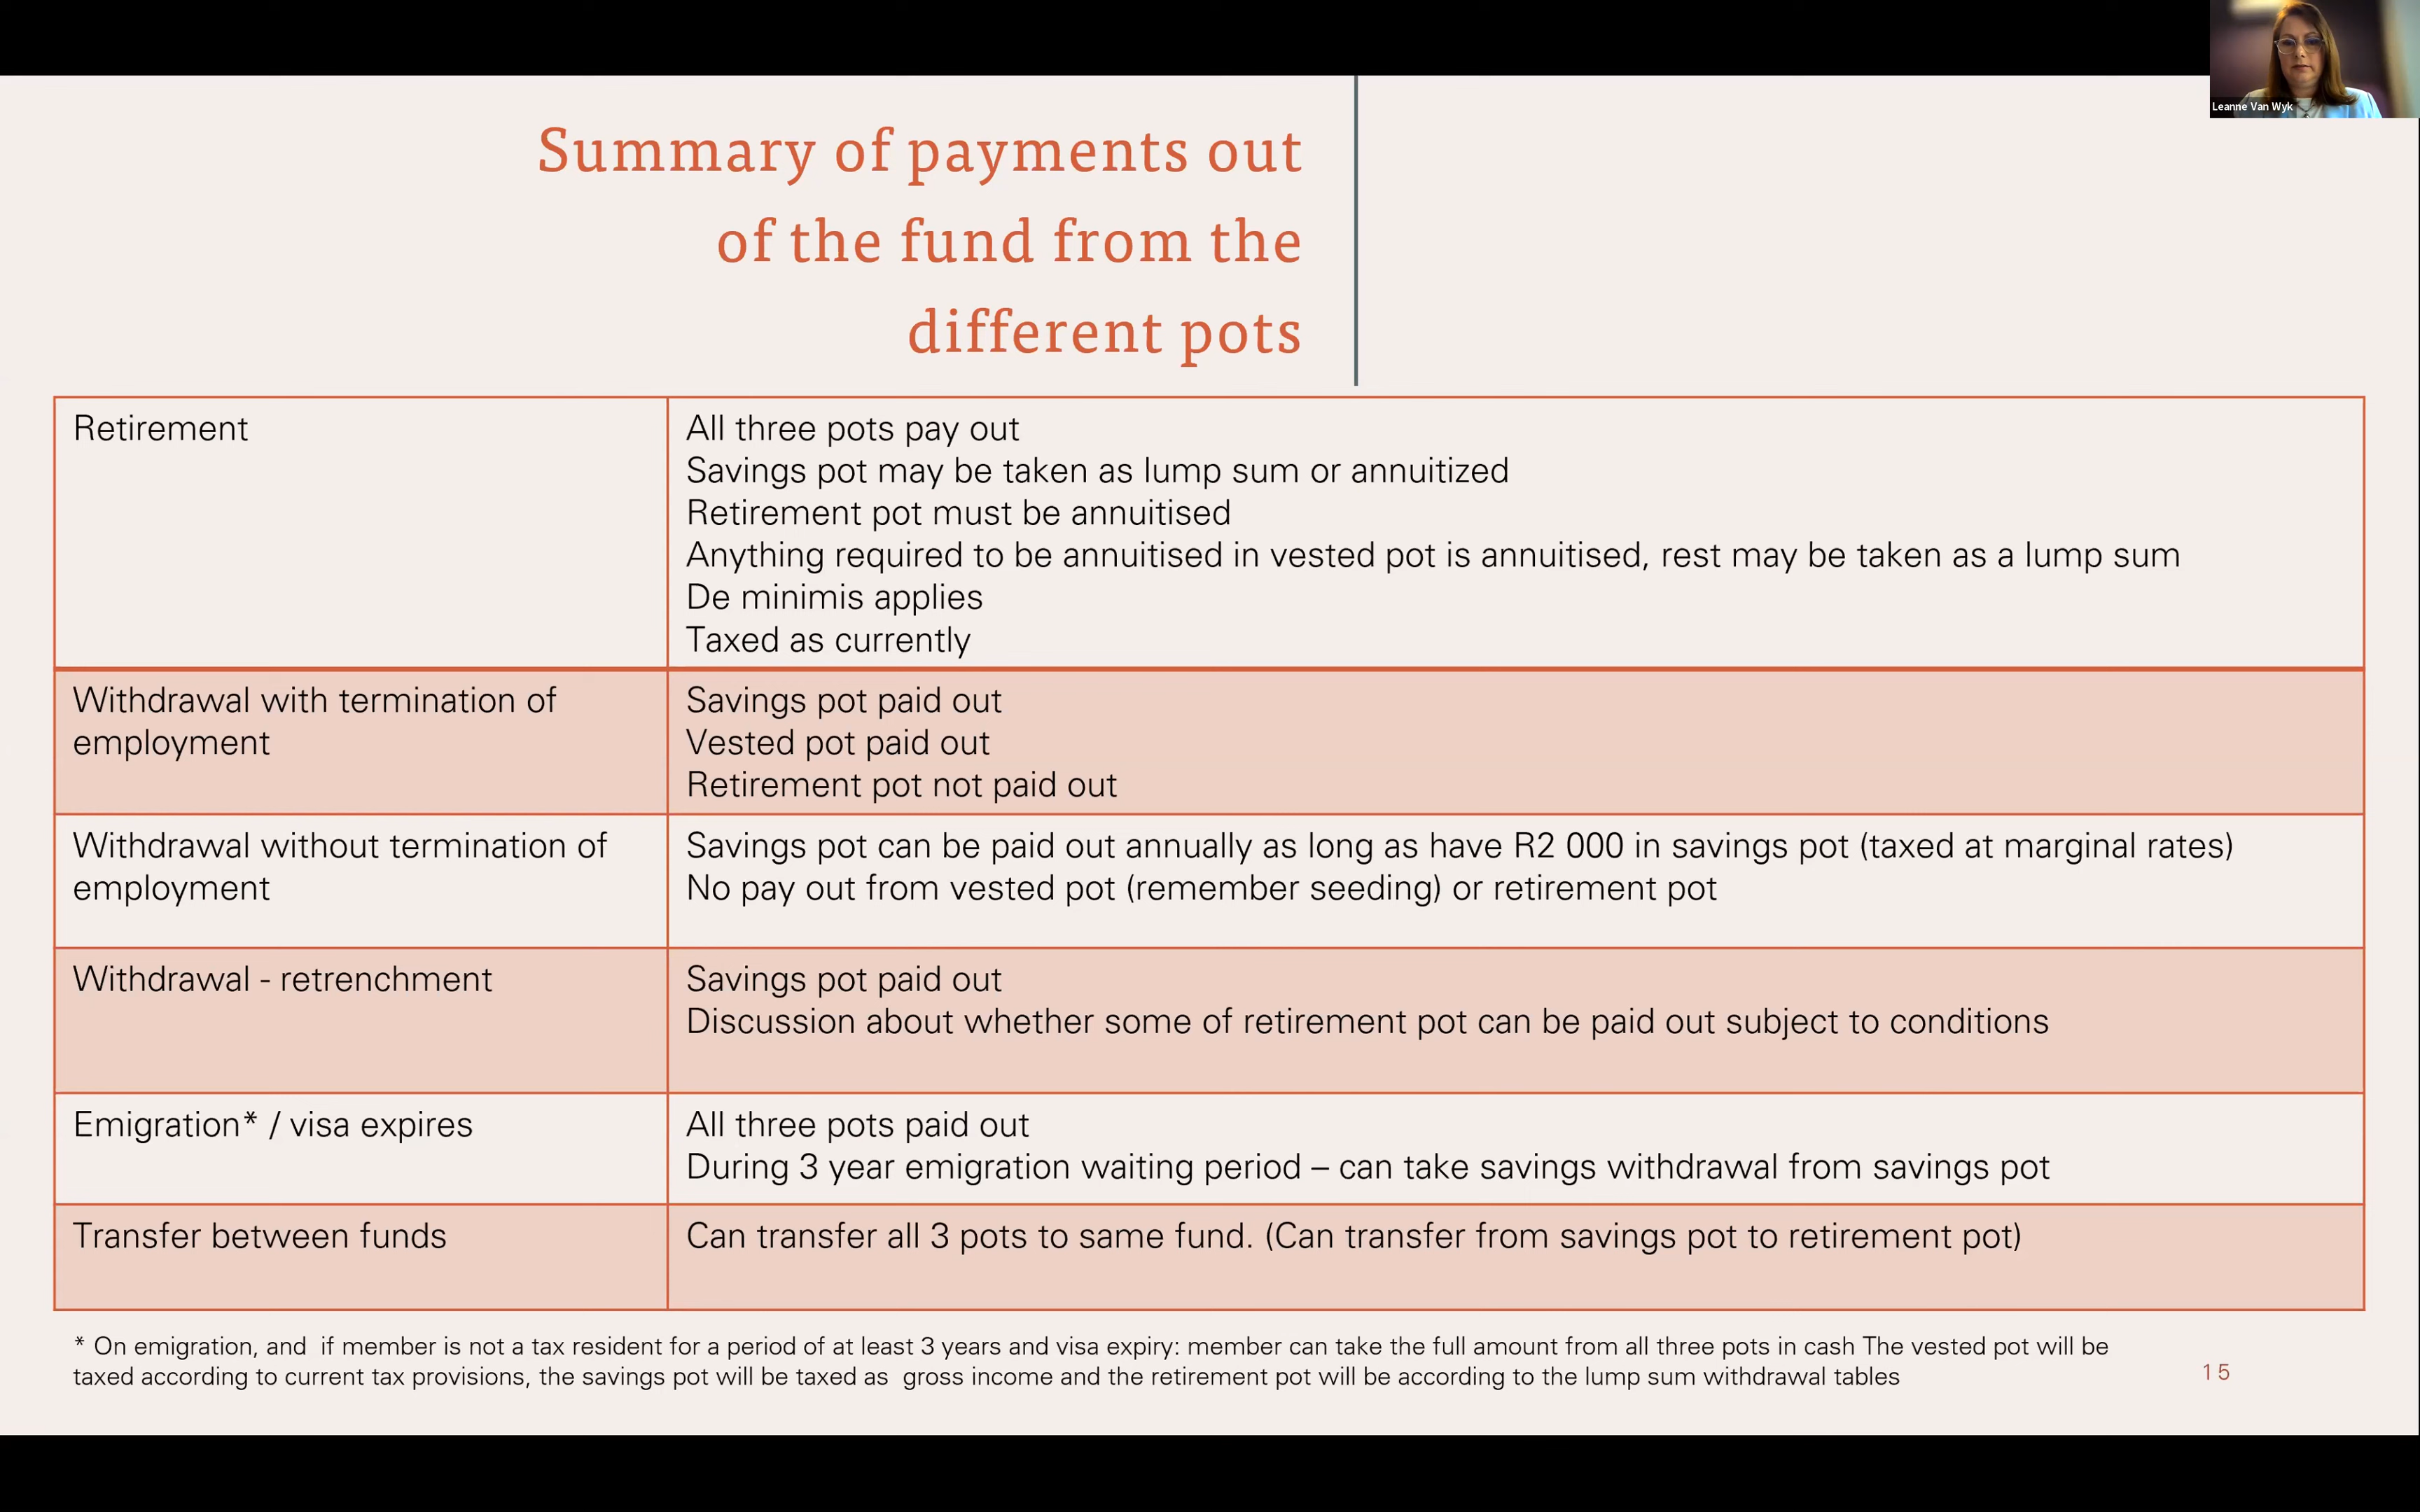 Leanne Van Wyk
Summary of payments out
of the fund from the
different pots
Retirement
All three pots pay out
Savings pot may be taken as lump sum or annuitized
Retirement pot must be annuitised
Anything required to be annuitised in vested pot is annuitised, rest may be taken as a lump sum
De minimis applies
Taxed as currently
Withdrawal with termination of
employment
Savings pot paid out
Vested pot paid out
Retirement pot not paid out
Withdrawal without termination of
employment
Savings pot can be paid out annually as long as have R2 000 in savings pot (taxed at marginal rates)
No pay out from vested pot (remember seeding) or retirement pot
Withdrawal - retrenchment
Savings pot paid out
Discussion about whether some of retirement pot can be paid out subject to conditions
Emigration* / visa expires
All three pots paid out
During 3 year emigration waiting period – can take savings withdrawal from savings pot
Transfer between funds
Can transfer all 3 pots to same fund. (Can transfer from savings pot to retirement pot)
* On emigration, and if member is not a tax resident for a period of at least 3 years and visa expiry: member can take the full amount from all three pots in cash The vested pot will be
taxed according to current tax provisions, the savings pot will be taxed as gross income and the retirement pot will be according to the lump sum withdrawal tables
15